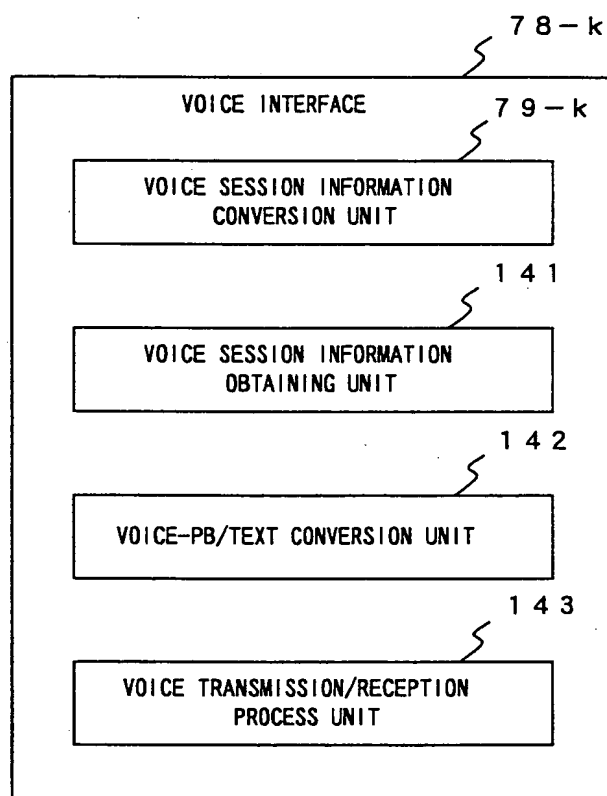 78-k
VOICE INTERFACE
79-k
VOICE SESSION INFORMATION
CONVERSION UNIT
141
VOICE SESSION INFORMATION
OBTAINING UNIT
142
VOICE-PB/TEXT CONVERSION UNIT
143
VOICE TRANSMISSION/RECEPTION
PROCESS UNIT